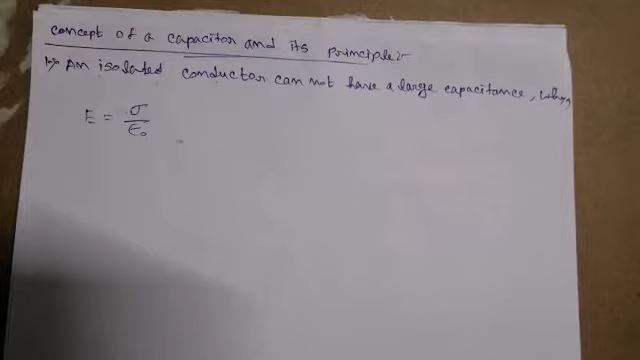 concept of a capacitor and its principle:-
1.) An isolated conductor can not have a large capacitance, why,
E = σ/ε₀